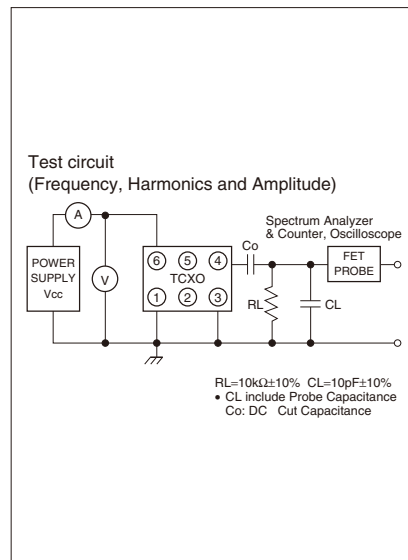 Test circuit
(Frequency, Harmonics and Amplitude)
A
Spectrum Analyzer
& Counter, Oscilloscope
Co
POWER
SUPPLY
Vcc
V
6 5 4
TCXO
1 2 3
RL
CL
FET
PROBE
RL=10kΩ±10% CL=10pF±10%
• CL include Probe Capacitance
Co: DC Cut Capacitance